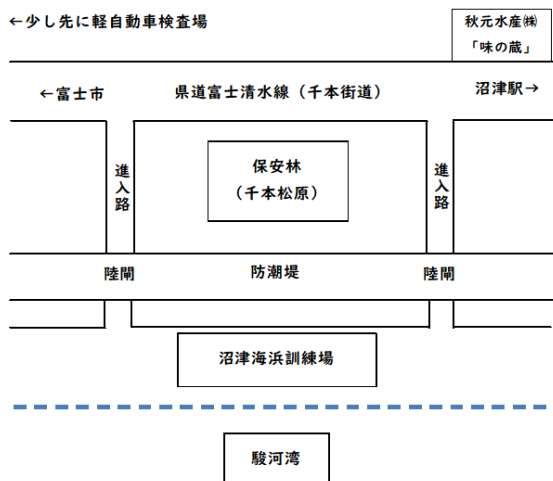 ←少し先に軽自動車検査場
秋元水産㈱
「味の蔵」
←富士市
県道富士清水線（千本街道）
沼津駅→
進入路
保安林
（千本松原）
進入路
陸閘
防潮堤
陸閘
沼津海浜訓練場
駿河湾